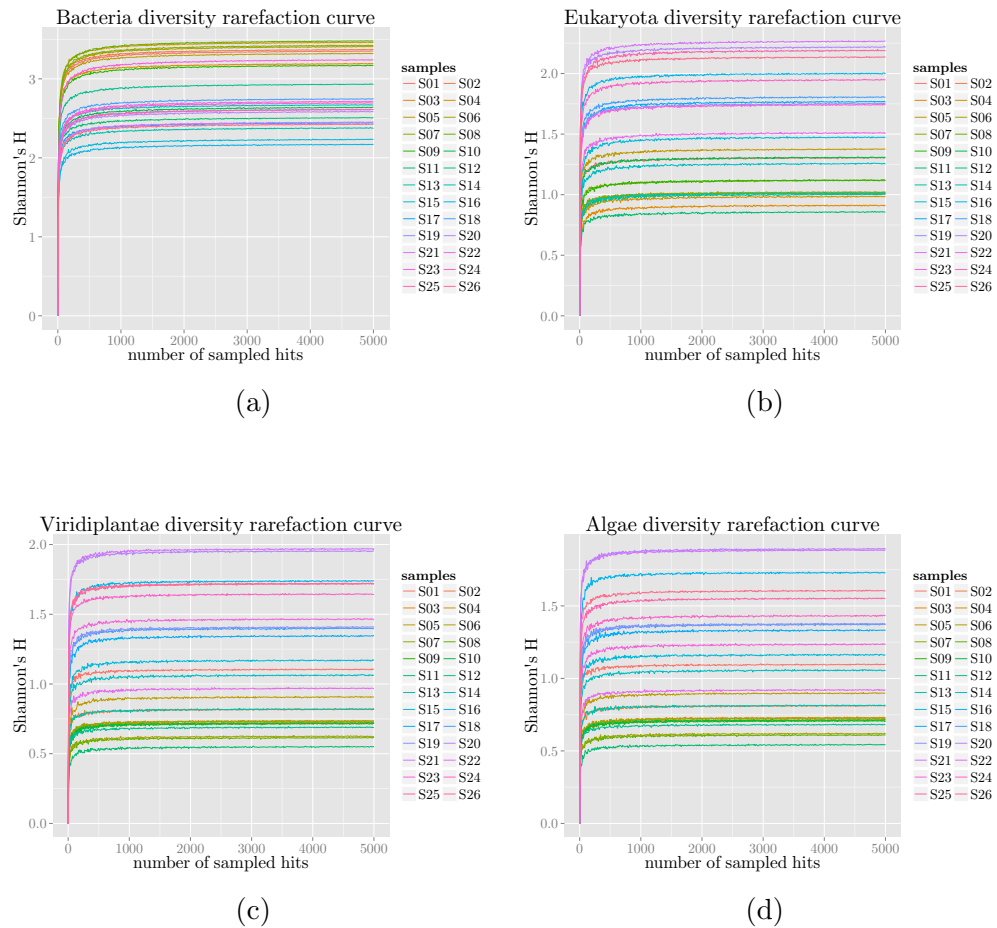 Bacteria diversity rarefaction curve
Shannon's H
3
2
1
0
0 1000 2000 3000 4000 5000
number of sampled hits
samples
S01 S02
S03 S04
S05 S06
S07 S08
S09 S10
S11 S12
S13 S14
S15 S16
S17 S18
S19 S20
S21 S22
S23 S24
S25 S26
(a)
Eukaryota diversity rarefaction curve
Shannon's H
2.0
1.5
1.0
0.5
0.0
0 1000 2000 3000 4000 5000
number of sampled hits
samples
S01 S02
S03 S04
S05 S06
S07 S08
S09 S10
S11 S12
S13 S14
S15 S16
S17 S18
S19 S20
S21 S22
S23 S24
S25 S26
(b)
Viridiplantae diversity rarefaction curve
Shannon's H
2.0
1.5
1.0
0.5
0.0
0 1000 2000 3000 4000 5000
number of sampled hits
samples
S01 S02
S03 S04
S05 S06
S07 S08
S09 S10
S11 S12
S13 S14
S15 S16
S17 S18
S19 S20
S21 S22
S23 S24
S25 S26
(c)
Algae diversity rarefaction curve
Shannon's H
1.5
1.0
0.5
0.0
0 1000 2000 3000 4000 5000
number of sampled hits
samples
S01 S02
S03 S04
S05 S06
S07 S08
S09 S10
S11 S12
S13 S14
S15 S16
S17 S18
S19 S20
S21 S22
S23 S24
S25 S26
(d)